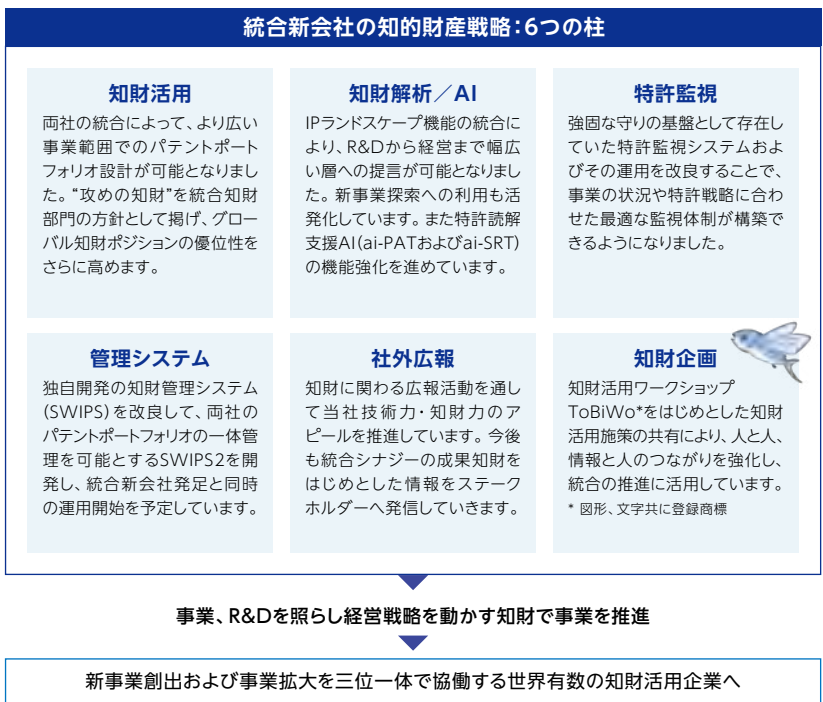 統合新会社の知的財産戦略：6つの柱
知財活用
両社の統合によって、より広い
事業範囲でのパテントポート
フォリオ設計が可能となりまし
た。“攻めの知財”を統合知財
部門の方針として掲げ、グロー
バル知財ポジションの優位性を
さらに高めます。
知財解析／AI
IPランドスケープ機能の統合に
より、R&Dから経営まで幅広
い層への提言が可能となりまし
た。新事業探索への利用も活
発化しています。また特許読解
支援AI（ai-PATおよびai-SRT）
の機能強化を進めています。
特許監視
強固な守りの基盤として存在し
ていた特許監視システムおよ
びその運用を改良することで、
事業の状況や特許戦略に合わ
せた最適な監視体制が構築で
きるようになりました。
管理システム
独自開発の知財管理システム
（SWIPS）を改良して、両社の
パテントポートフォリオの一体管
理を可能とするSWIPS2を開
発し、統合新会社発足と同時
の運用開始を予定しています。
社外広報
知財に関わる広報活動を通し
て当社技術力・知財力のア
ピールを推進しています。今後
も統合シナジーの成果知財を
はじめとした情報をステーク
ホルダーへ発信していきます。
知財企画
知財活用ワークショップ
ToBiWo*をはじめとした知財
活用施策の共有により、人と人、
情報と人のつながりを強化し、
統合の推進に活用しています。
* 図形、文字共に登録商標
事業、R&Dを照らし経営戦略を動かす知財で事業を推進
新事業創出および事業拡大を三位一体で協働する世界有数の知財活用企業へ